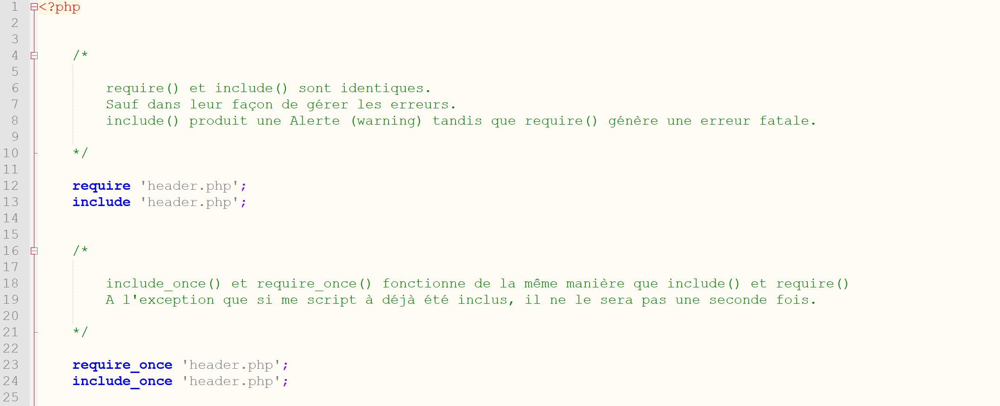 1 <?php
2
3
4 /*
5
6 require() et include() sont identiques.
7 Sauf dans leur façon de gérer les erreurs.
8 include() produit une Alerte (warning) tandis que require() génère une erreur fatale.
9
10 */
11
12 require 'header.php';
13 include 'header.php';
14
15
16 /*
17
18 include_once() et require_once() fonctionne de la même manière que include() et require()
19 A l'exception que si me script à déjà été inclus, il ne le sera pas une seconde fois.
20
21 */
22
23 require_once 'header.php';
24 include_once 'header.php';
25